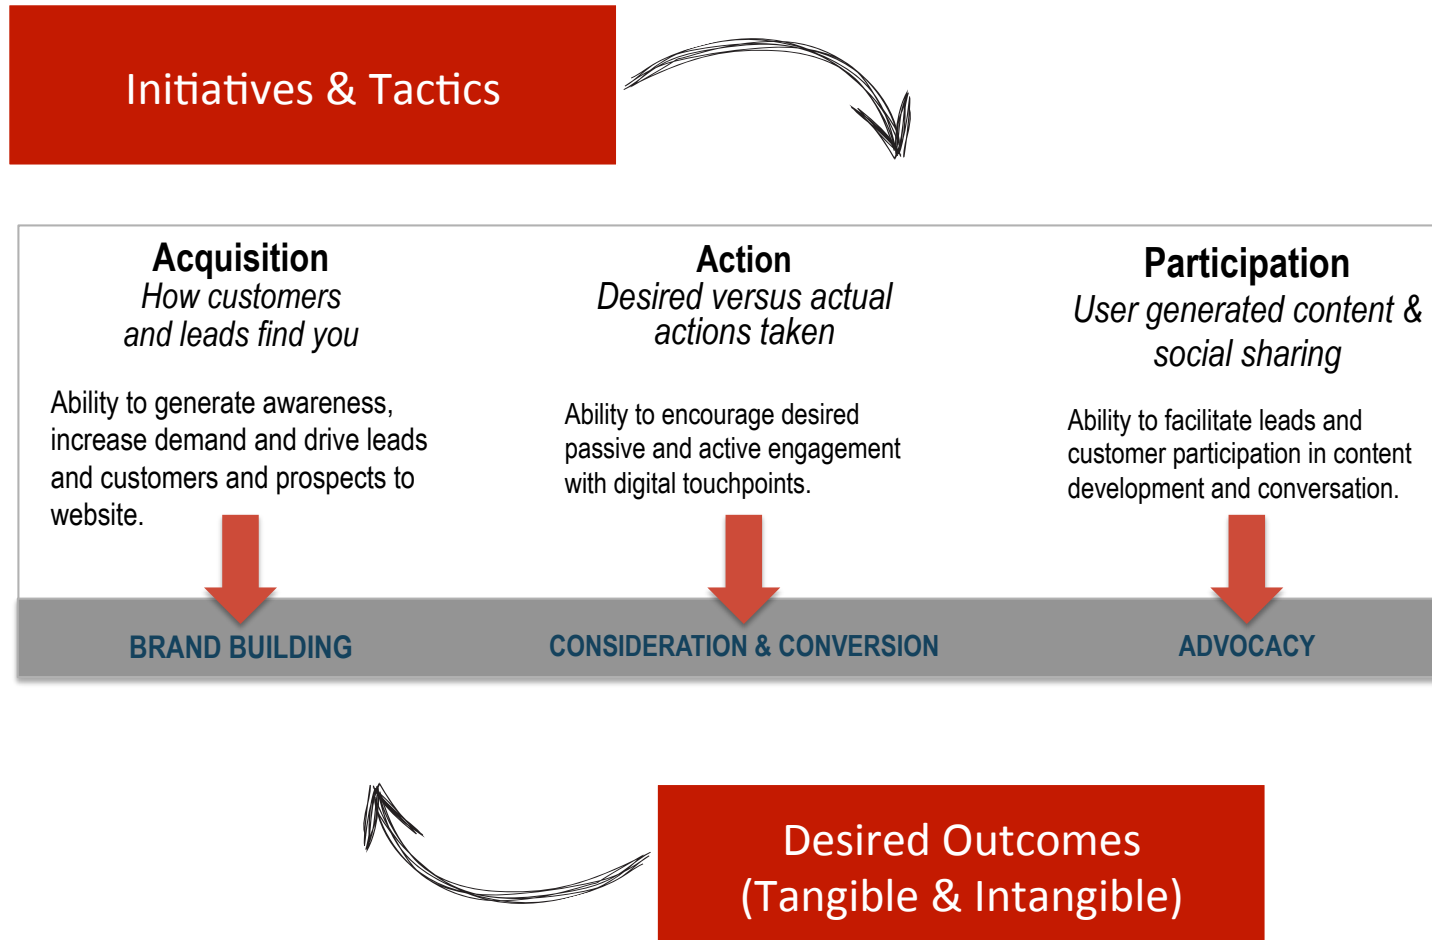 Initiatives & Tactics
Acquisition
How customers
and leads find you
Ability to generate awareness,
increase demand and drive leads
and customers and prospects to
website.
Action
Desired versus actual
actions taken
Ability to encourage desired
passive and active engagement
with digital touchpoints.
Participation
User generated content &
social sharing
Ability to facilitate leads and
customer participation in content
development and conversation.
BRAND BUILDING
CONSIDERATION & CONVERSION
ADVOCACY
Desired Outcomes
(Tangible & Intangible)